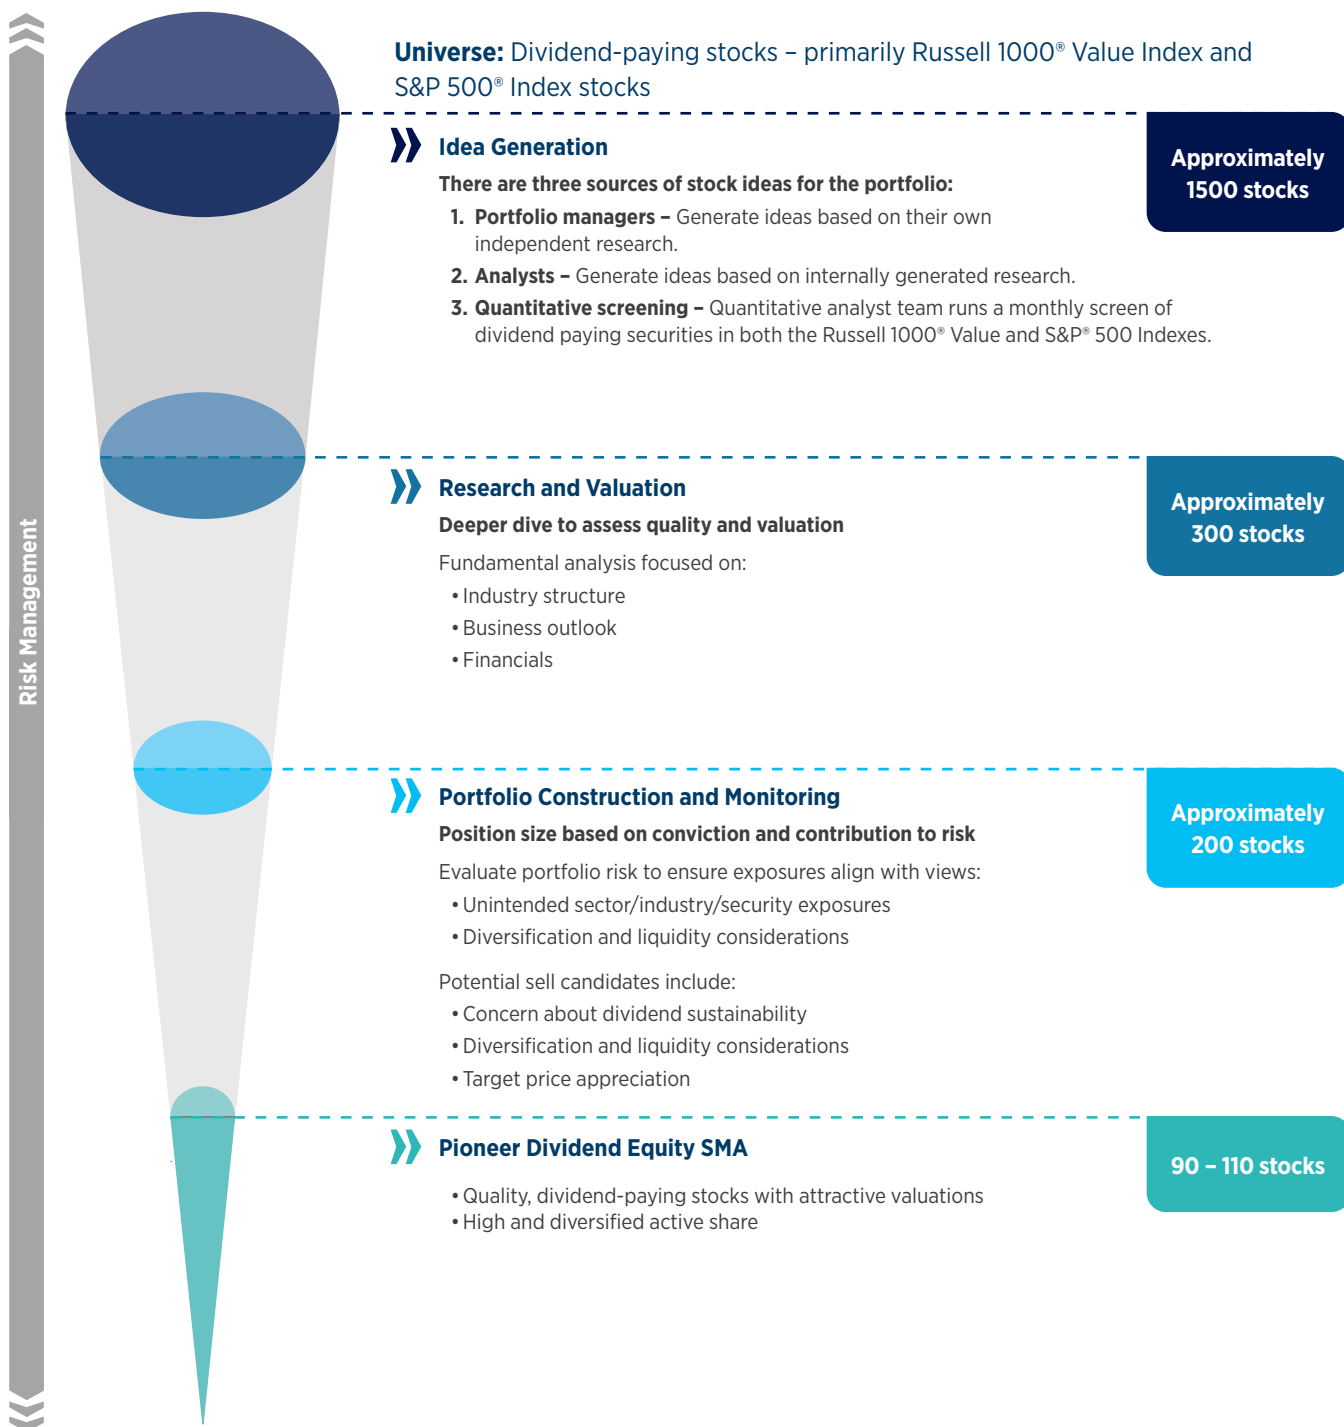 Universe: Dividend-paying stocks – primarily Russell 1000® Value Index and
S&P 500® Index stocks
Idea Generation
There are three sources of stock ideas for the portfolio:
1. Portfolio managers – Generate ideas based on their own
independent research.
2. Analysts – Generate ideas based on internally generated research.
3. Quantitative screening – Quantitative analyst team runs a monthly screen of
dividend paying securities in both the Russell 1000® Value and S&P® 500 Indexes.
Approximately
1500 stocks
Research and Valuation
Deeper dive to assess quality and valuation
Fundamental analysis focused on:
• Industry structure
• Business outlook
• Financials
Approximately
300 stocks
Risk Management
Portfolio Construction and Monitoring
Position size based on conviction and contribution to risk
Evaluate portfolio risk to ensure exposures align with views:
• Unintended sector/industry/security exposures
• Diversification and liquidity considerations
Potential sell candidates include:
• Concern about dividend sustainability
• Diversification and liquidity considerations
• Target price appreciation
Approximately
200 stocks
Pioneer Dividend Equity SMA
• Quality, dividend-paying stocks with attractive valuations
• High and diversified active share
90 – 110 stocks